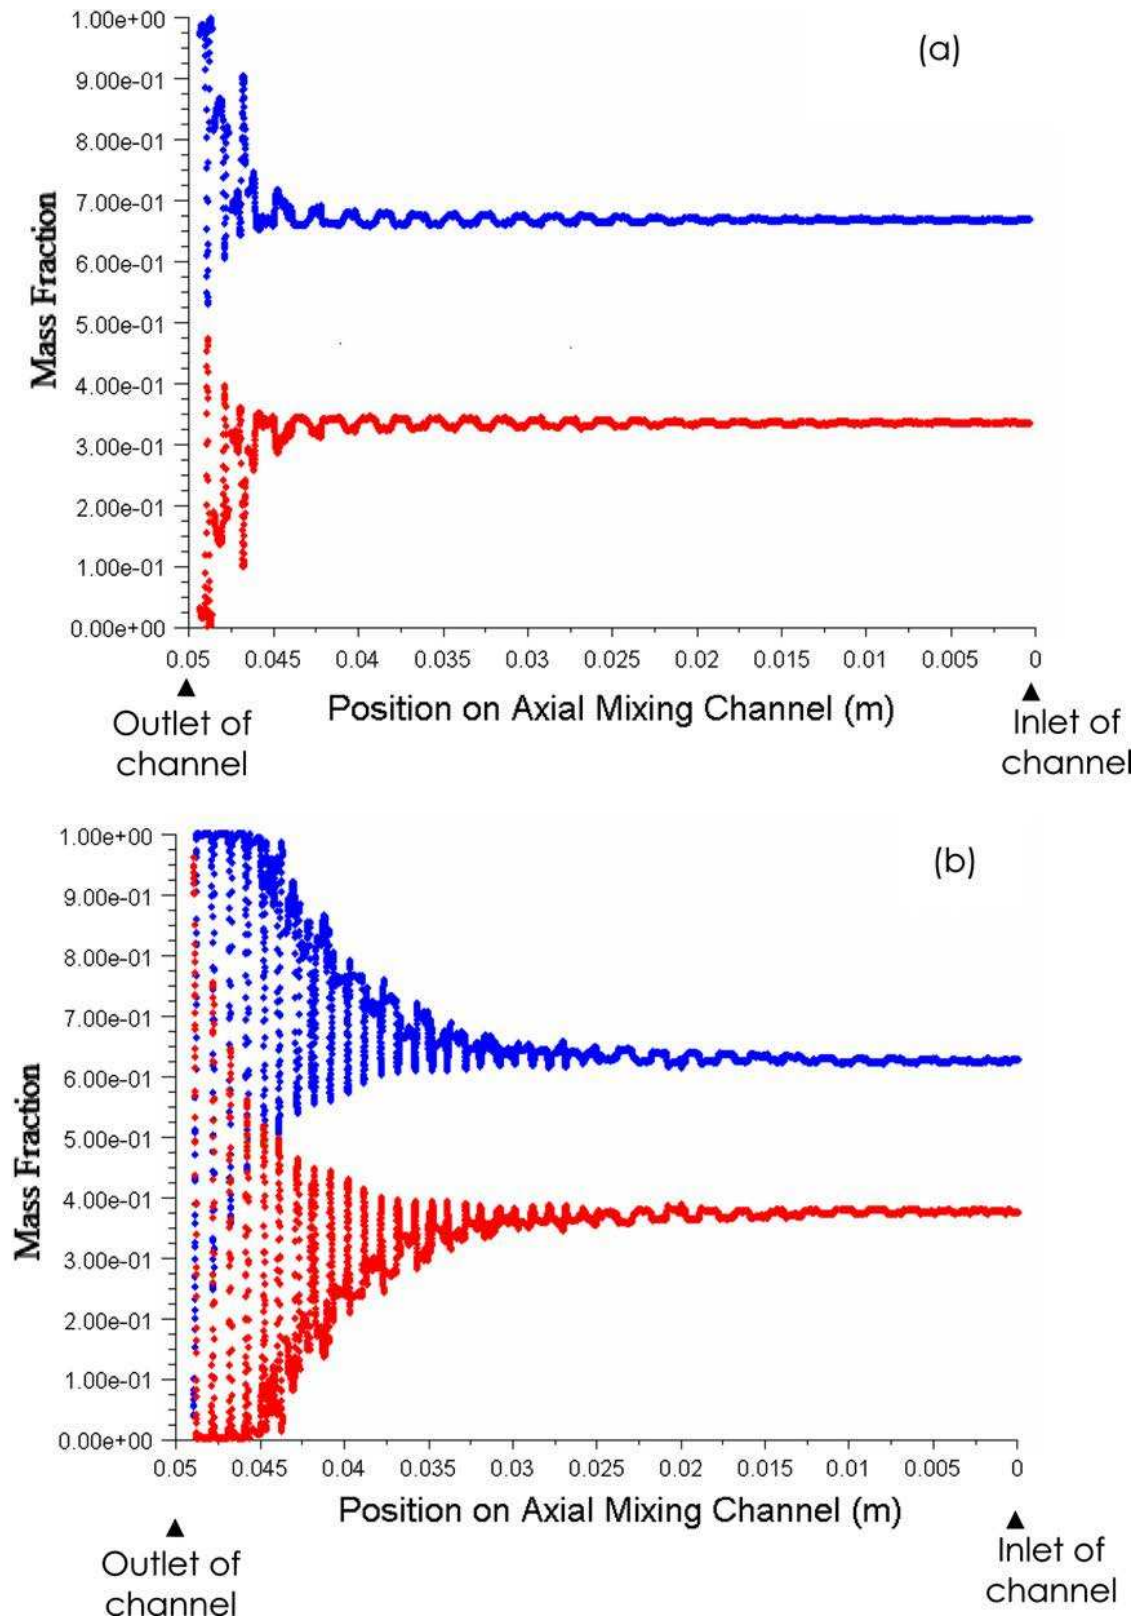 (a)
1.00e+00
9.00e-01
8.00e-01
7.00e-01
6.00e-01
5.00e-01
4.00e-01
3.00e-01
2.00e-01
1.00e-01
0.00e+00
Mass Fraction
0.05 0.045 0.04 0.035 0.03 0.025 0.02 0.015 0.01 0.005 0
Position on Axial Mixing Channel (m)
▲ Outlet of
channel
▲ Inlet of
channel
(b)
1.00e+00
9.00e-01
8.00e-01
7.00e-01
6.00e-01
5.00e-01
4.00e-01
3.00e-01
2.00e-01
1.00e-01
0.00e+00
Mass Fraction
0.05 0.045 0.04 0.035 0.03 0.025 0.02 0.015 0.01 0.005 0
Position on Axial Mixing Channel (m)
▲ Outlet of
channel
▲ Inlet of
channel